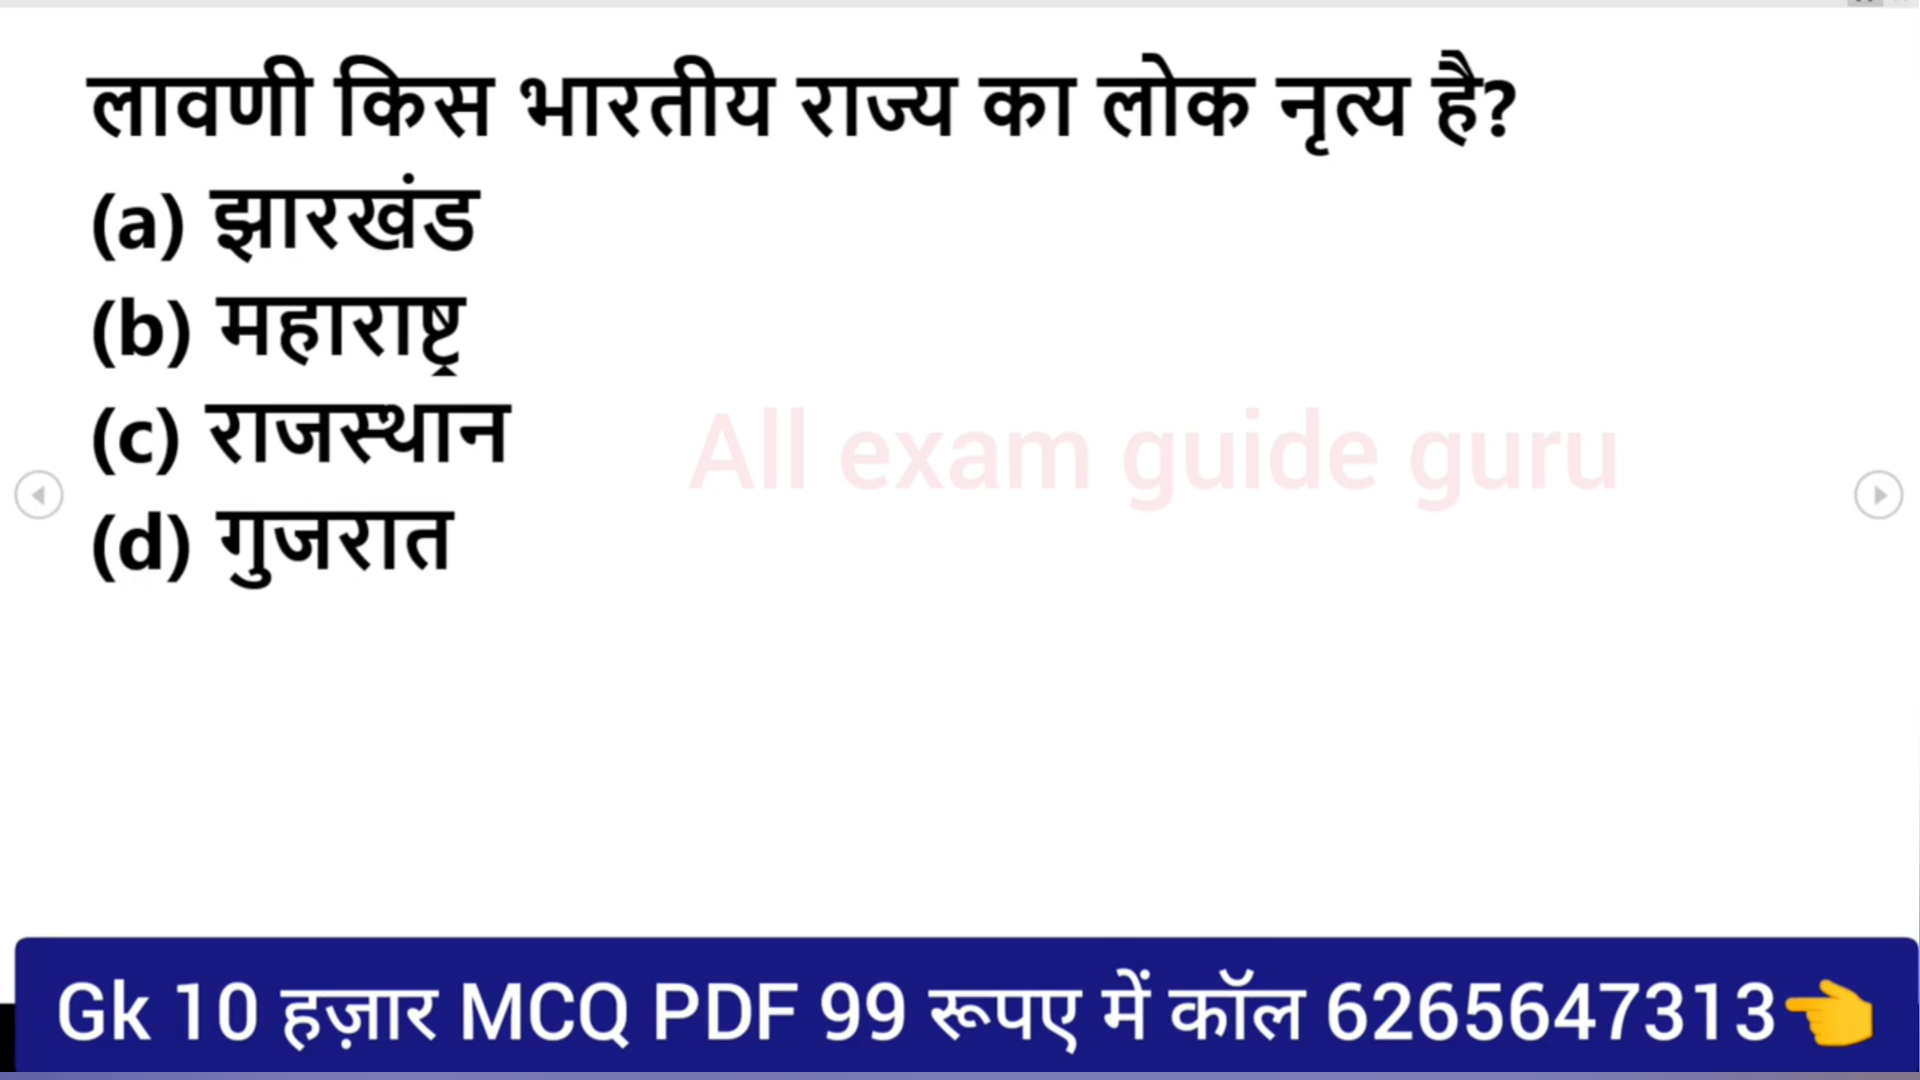 लावणी किस भारतीय राज्य का लोक नृत्य है?
(a) झारखंड
(b) महाराष्ट्र
(c) राजस्थान
All exam guide guru
(d) गुजरात
Gk 10 हज़ार MCQ PDF 99 रूपए में कॉल 6265647313👈